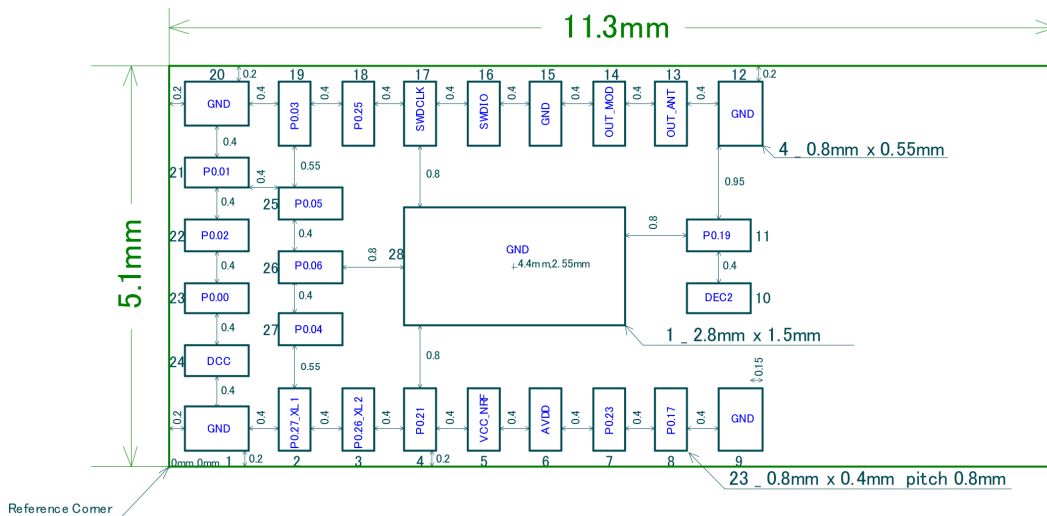 11.3mm
20 19 18 17 16 15 14 13 12
0.2 0.2
0.2 GND 0.4 P0.03 0.4 P0.25 0.4 SWDCLK 0.4 SWDIO 0.4 GND 0.4 OUT_MOD 0.4 OUT_ANT 0.4 GND
0.4
4 _ 0.8mm x 0.55mm
0.55 0.8 0.95
21 P0.01 0.4
25 P0.05
0.4
22 P0.02 0.4 0.8 P0.19 11
5.1mm
28 GND
4.4mm,2.55mm
26 P0.06 0.8
0.4 0.4
23 P0.00 0.4 DEC2 10
27 P0.04
0.4
1 _ 2.8mm x 1.5mm
24 DCC 0.55 0.8 0.15
0.4
0.2 GND 0.4 P0.27_XL1 0.4 P0.26_XL2 0.4 P0.21 0.4 VCC_NRF 0.4 AVDD 0.4 P0.23 0.4 P0.17 0.4 GND
0mm,0mm 1 0.2 2 3 4 0.2 5 6 7 8 9
23 _ 0.8mm x 0.4mm pitch 0.8mm
Reference Corner